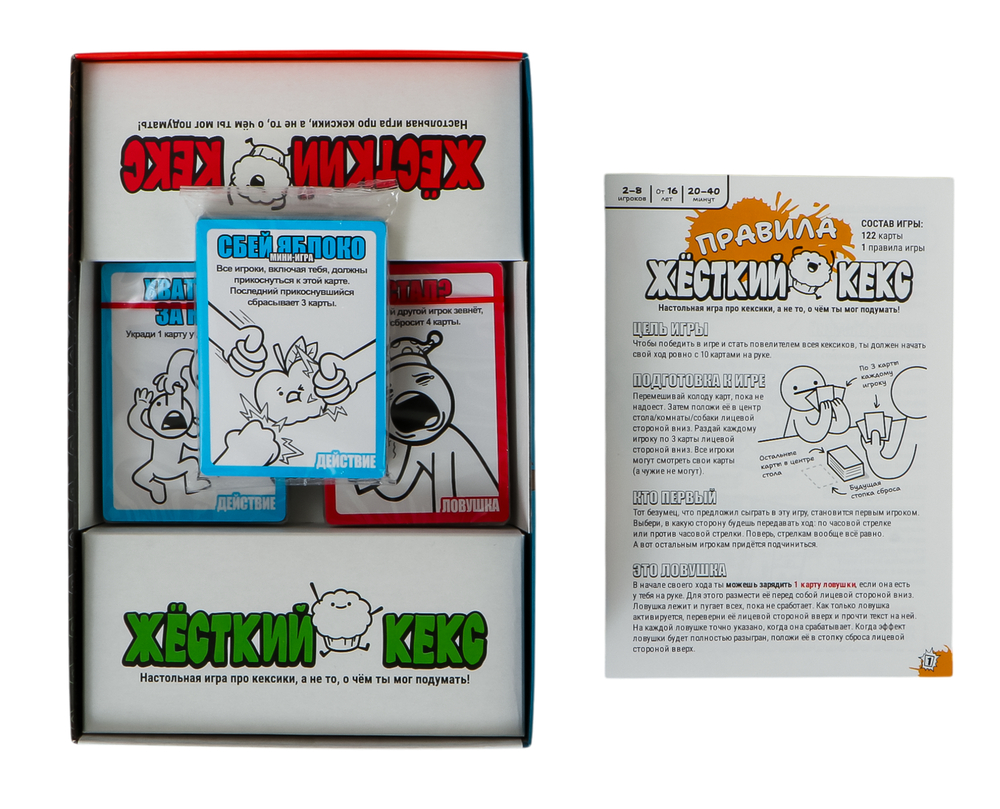 Настольная игра про кексики, а не то, о чём ты мог подумать!
ЖЁСТКИЙ КЕКС
СБЕЙ ЯБЛОКО
МИНИ-ИГРА
Все игроки, включая тебя, должны
прикоснуться к этой карте.
Последний прикоснувшийся
сбрасывает 3 карты.
ДЕЙСТВИЕ
ЗА
Укради 1 карту у
ДЕЙСТВИЕ
другой игрок зевнёт,
сбросит 4 карты.
ЛОВУШКА
ЖЁСТКИЙ КЕКС
Настольная игра про кексики, а не то, о чём ты мог подумать!
2–8 игроков
от 16 лет
20–40 минут
ПРАВИЛА
СОСТАВ ИГРЫ:
122 карты
1 правила игры
ЖЁСТКИЙ КЕКС
Настольная игра про кексики, а не то, о чём ты мог подумать!
ЦЕЛЬ ИГРЫ
Чтобы победить в игре и стать повелителем всея кексиков, ты должен начать
свой ход ровно с 10 картами на руке.
ПОДГОТОВКА К ИГРЕ
Перемешивай колоду карт, пока не
надоест. Затем положи её в центр
стола/комнаты/собаки лицевой
стороной вниз. Раздай каждому
игроку по 3 карты лицевой
стороной вниз. Все игроки
могут смотреть свои карты
(а чужие не могут).
По 3 карты
каждому
игроку
Остальные
карты в центре
стола
Будущая
стопка сброса
КТО ПЕРВЫЙ
Тот безумец, что предложил сыграть в эту игру, становится первым игроком.
Выбери, в какую сторону будешь передавать ход: по часовой стрелке
или против часовой стрелки. Поверь, стрелкам вообще всё равно.
А вот остальным игрокам придётся подчиниться.
ЭТО ЛОВУШКА
В начале своего хода ты можешь зарядить 1 карту ловушки, если она есть
у тебя на руке. Для этого размести её перед собой лицевой стороной вниз.
Ловушка лежит и пугает всех, пока не сработает. Как только ловушка
активируется, переверни её лицевой стороной вверх и прочти текст на ней.
На каждой ловушке точно указано, когда она срабатывает. Когда эффект
ловушки будет полностью разыгран, положи её в стопку сброса лицевой
стороной вверх.
1